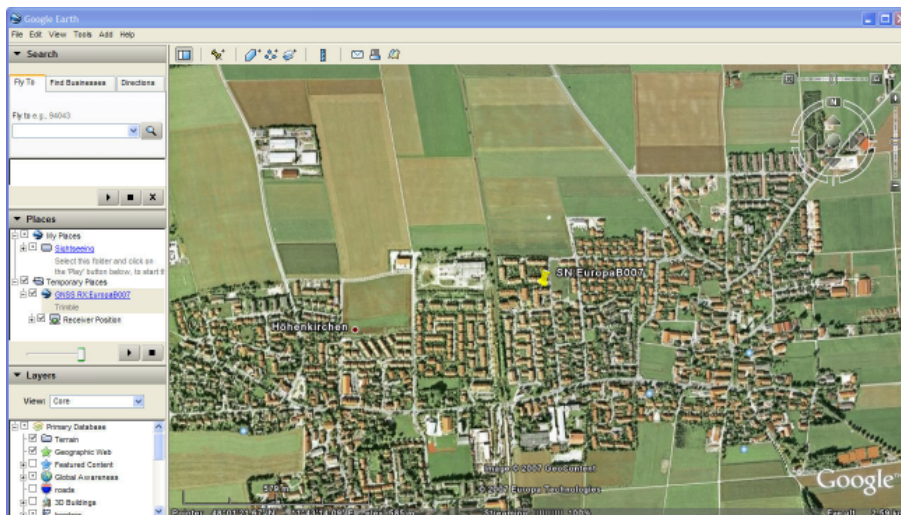 Google Earth
File Edit View Tools Add Help
Search
Fly To Find Businesses Directions
Fly to e.g., 94043
Places
My Places
Sightseeing
Select this folder and click on
the 'Play' button below, to start t
Temporary Places
GNSS RX:EuropaB007
Trimble
Receiver Position
Layers
View: Core
Primary Database
Terrain
Geographic Web
Featured Content
Global Awareness
roads
3D Buildings
N
SN:EuropaB007
Höhenkirchen
Image © 2007 GeoContent
© 2007 Europa Technologies
579 m
Google
Streaming 100%